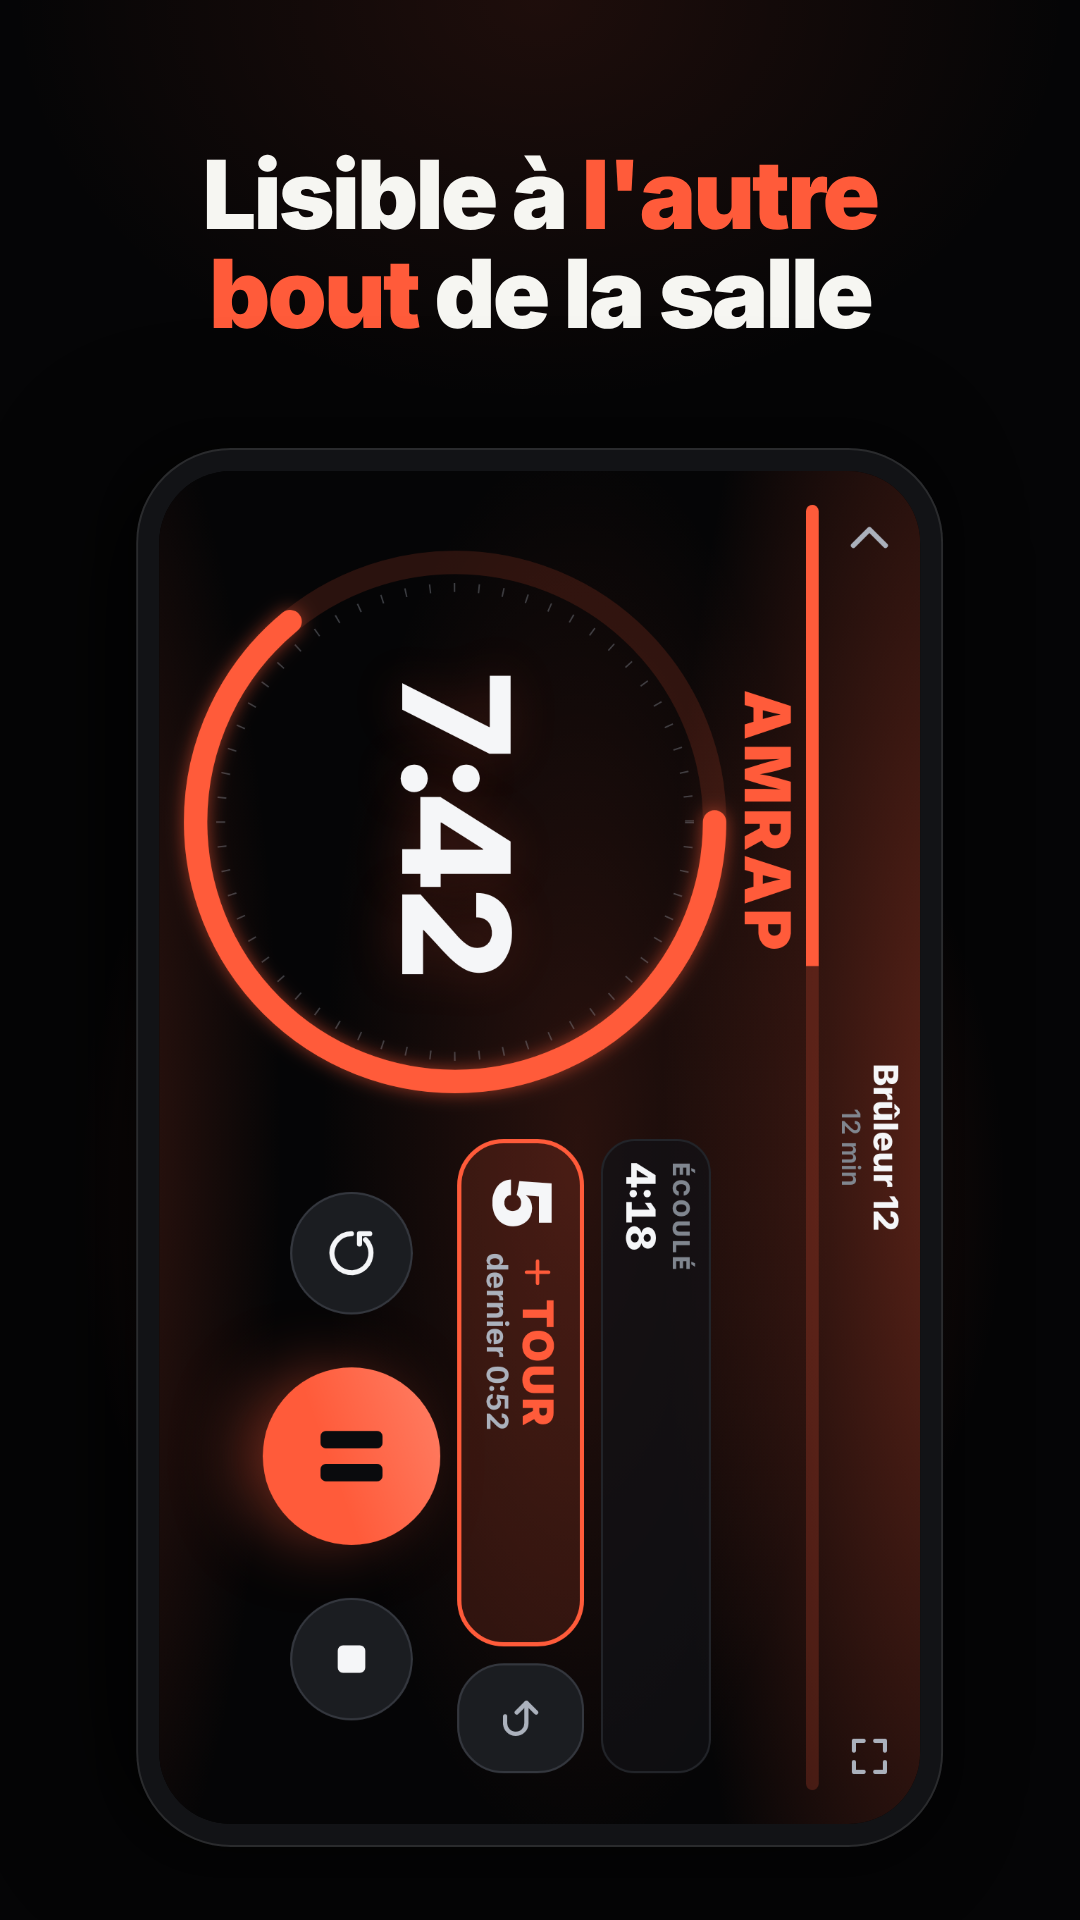 Lisible à l'autre
bout de la salle
Brûleur 12
12 min
AMRAP
7:42
ÉCOULÉ
4:18
5
+ TOUR
dernier 0:52